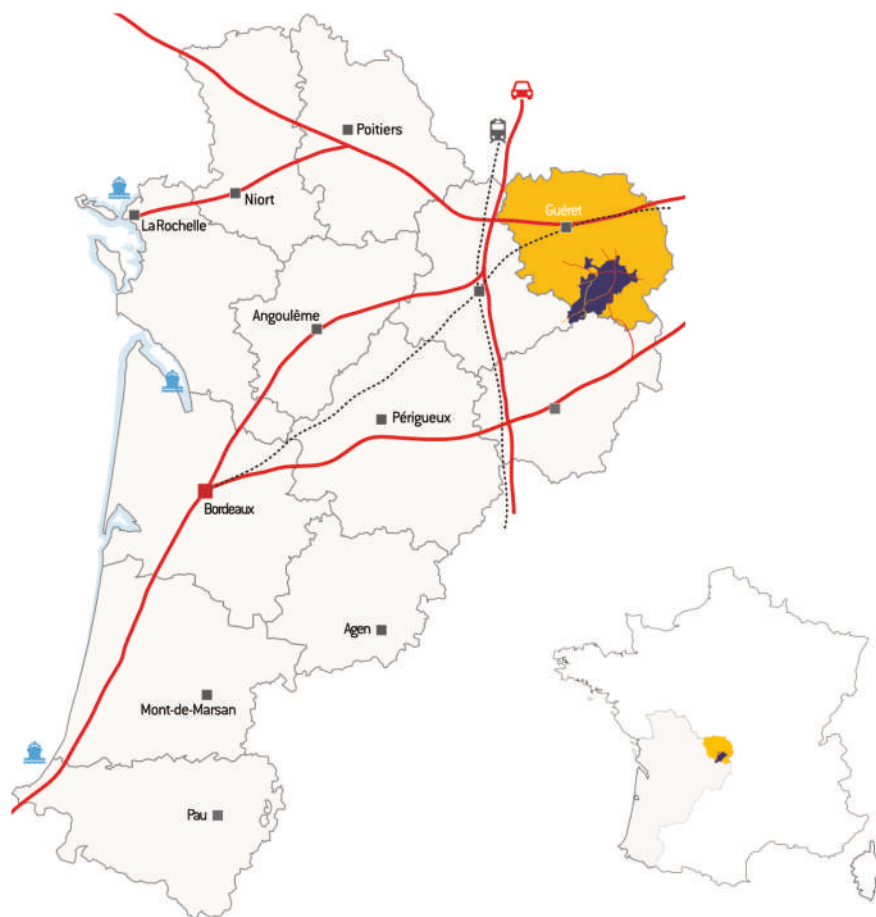 Poitiers
Niort
La Rochelle
Guéret
Angoulême
Périgueux
Bordeaux
Agen
Mont-de-Marsan
Pau